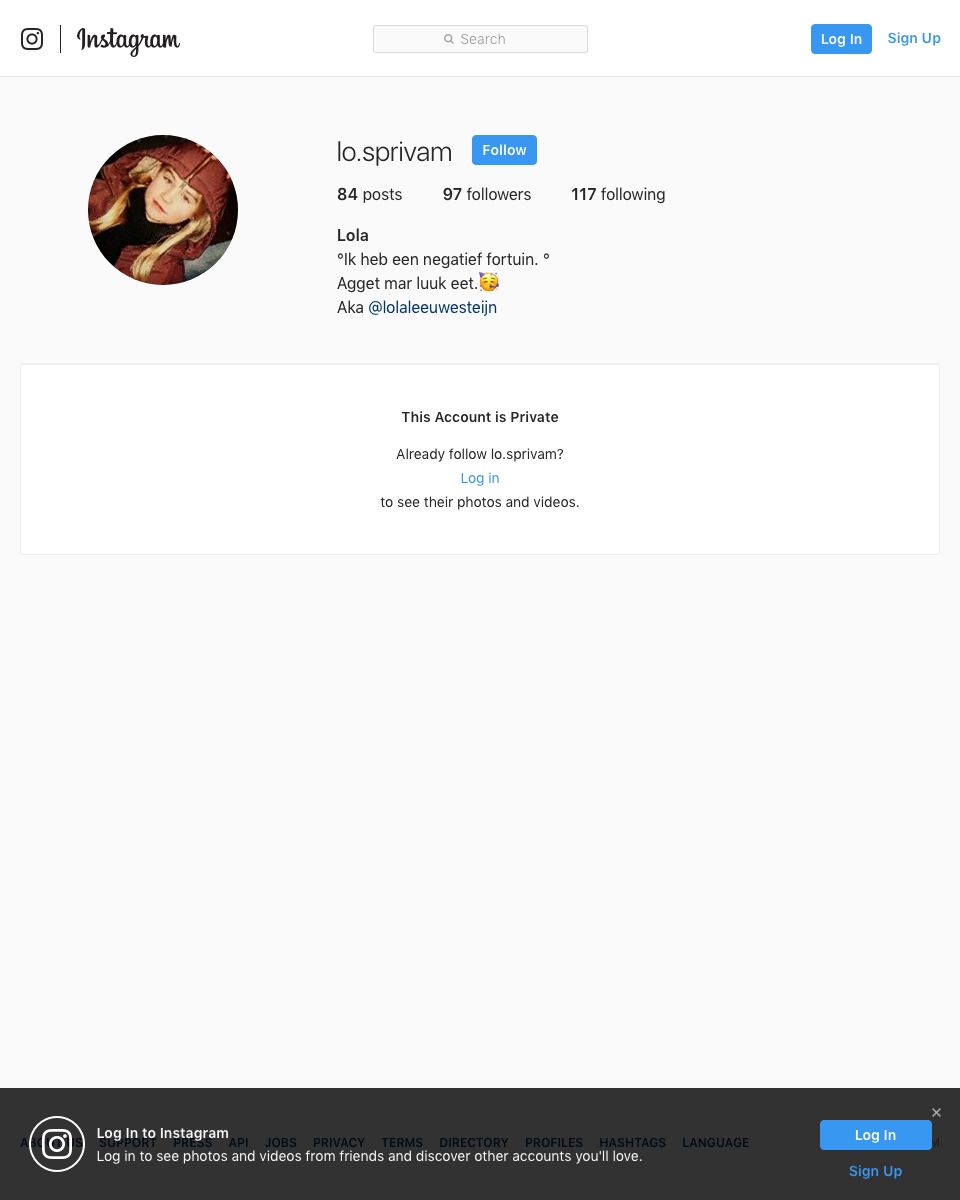 Instagram
Search
Log In
Sign Up
lo.sprivam
Follow
84 posts 97 followers 117 following
Lola
°Ik heb een negatief fortuin. °
Agget mar luuk eet.🥳
Aka @lolaleeuwesteijn
This Account is Private
Already follow lo.sprivam?
Log in
to see their photos and videos.
Log In to Instagram
Log in to see photos and videos from friends and discover other accounts you'll love.
SUPPORT PRESS API JOBS PRIVACY TERMS DIRECTORY PROFILES HASHTAGS LANGUAGE
Log In
Sign Up